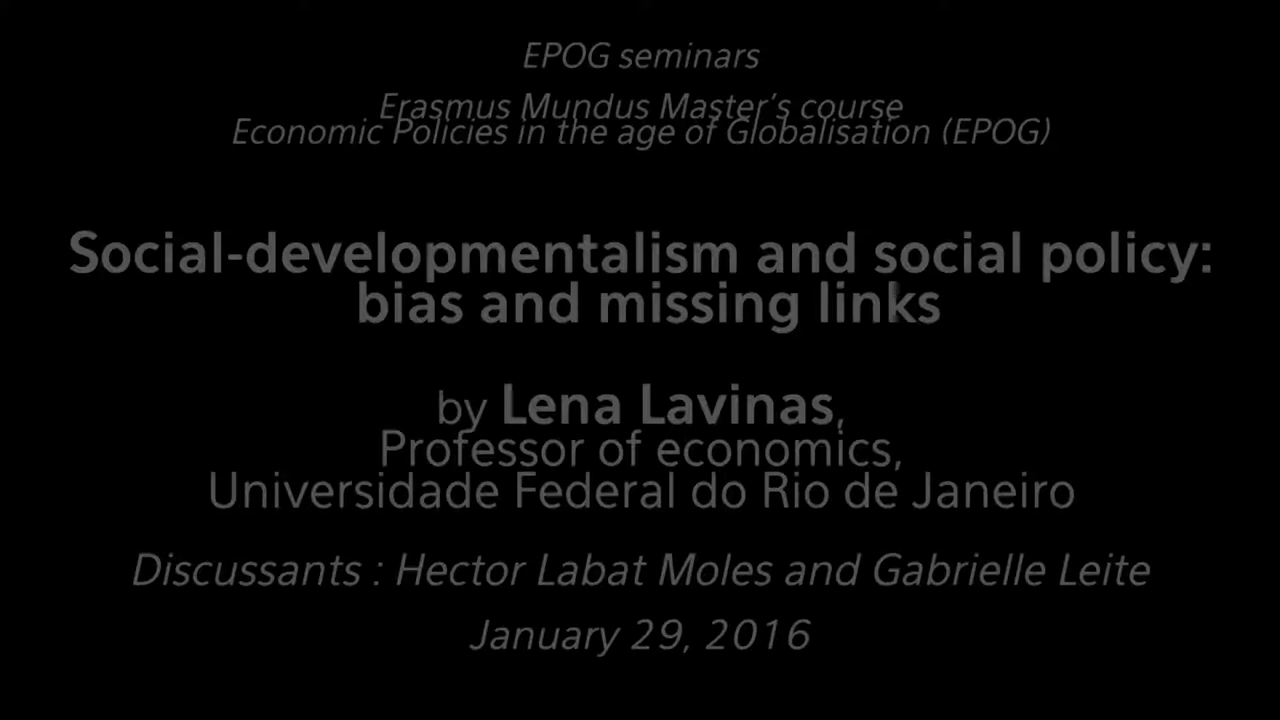 EPOG seminars
Erasmus Mundus Master's course
Economic Policies in the age of Globalisation (EPOG)
Social-developmentalism and social policy:
bias and missing links
by Lena Lavinas,
Professor of economics,
Universidade Federal do Rio de Janeiro
Discussants : Hector Labat Moles and Gabrielle Leite
January 29, 2016